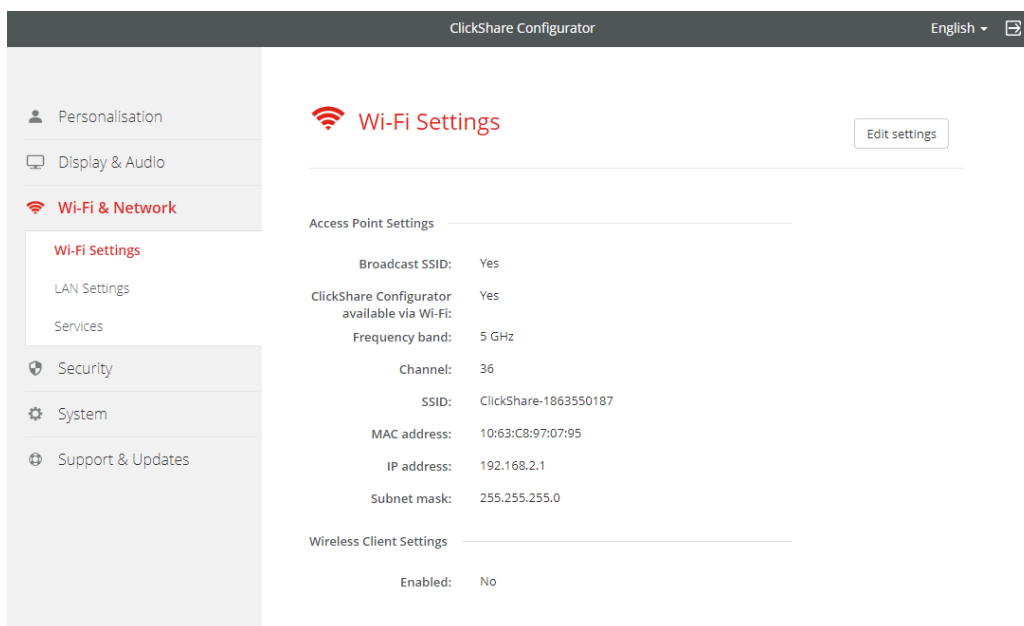 ClickShare Configurator
English
Personalisation
Display & Audio
Wi-Fi & Network
Wi-Fi Settings
LAN Settings
Services
Security
System
Support & Updates
Wi-Fi Settings
Edit settings
Access Point Settings
Broadcast SSID: Yes
ClickShare Configurator
available via Wi-Fi: Yes
Frequency band: 5 GHz
Channel: 36
SSID: ClickShare-1863550187
MAC address: 10:63:C8:97:07:95
IP address: 192.168.2.1
Subnet mask: 255.255.255.0
Wireless Client Settings
Enabled: No